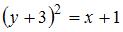 (y + 3)² = x + 1